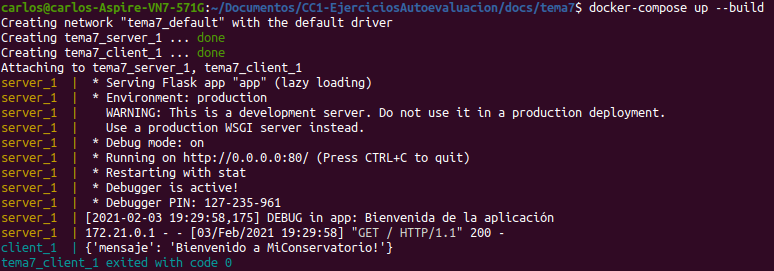 carlos@carlos-Aspire-VN7-571G:~/Documentos/CC1-EjerciciosAutoevaluacion/docs/tema7$ docker-compose up --build
Creating network "tema7_default" with the default driver
Creating tema7_server_1 ... done
Creating tema7_client_1 ... done
Attaching to tema7_server_1, tema7_client_1
server_1  |  * Serving Flask app "app" (lazy loading)
server_1  |  * Environment: production
server_1  |    WARNING: This is a development server. Do not use it in a production deployment.
server_1  |    Use a production WSGI server instead.
server_1  |  * Debug mode: on
server_1  |  * Running on http://0.0.0.0:80/ (Press CTRL+C to quit)
server_1  |  * Restarting with stat
server_1  |  * Debugger is active!
server_1  |  * Debugger PIN: 127-235-961
server_1  | [2021-02-03 19:29:58,175] DEBUG in app: Bienvenida de la aplicación
server_1  | 172.21.0.1 - - [03/Feb/2021 19:29:58] "GET / HTTP/1.1" 200 -
client_1  | {'mensaje': 'Bienvenido a MiConservatorio!'}
tema7_client_1 exited with code 0